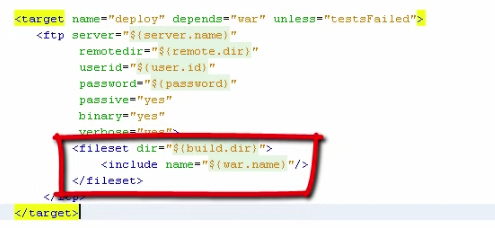 <target name="deploy" depends="war" unless="testsFailed">
<ftp server="${server.name}"
remotedir="${remote.dir}"
userid="${user.id}"
password="${password}"
passive="yes"
binary="yes"
verbose="yes">
<fileset dir="${build.dir}">
<include name="${war.name}"/>
</fileset>
</ftp>
</target>